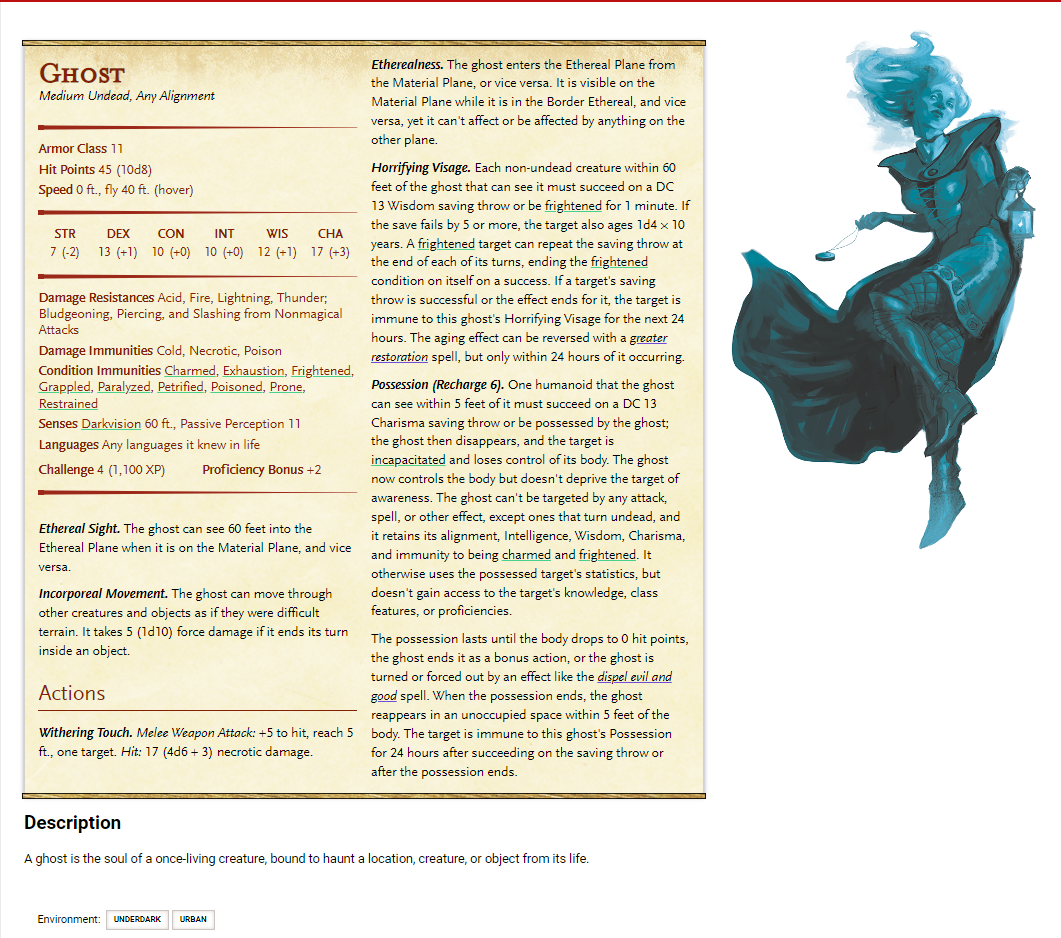 GHOST
Medium Undead, Any Alignment
Armor Class 11
Hit Points 45 (10d8)
Speed 0 ft., fly 40 ft. (hover)
STR DEX CON INT WIS CHA
7 (-2) 13 (+1) 10 (+0) 10 (+0) 12 (+1) 17 (+3)
Damage Resistances Acid, Fire, Lightning, Thunder;
Bludgeoning, Piercing, and Slashing from Nonmagical
Attacks
Damage Immunities Cold, Necrotic, Poison
Condition Immunities Charmed, Exhaustion, Frightened,
Grappled, Paralyzed, Petrified, Poisoned, Prone,
Restrained
Senses Darkvision 60 ft., Passive Perception 11
Languages Any languages it knew in life
Challenge 4 (1,100 XP) Proficiency Bonus +2
Ethereal Sight. The ghost can see 60 feet into the
Ethereal Plane when it is on the Material Plane, and vice
versa.
Incorporeal Movement. The ghost can move through
other creatures and objects as if they were difficult
terrain. It takes 5 (1d10) force damage if it ends its turn
inside an object.
Actions
Withering Touch. Melee Weapon Attack: +5 to hit, reach 5
ft., one target. Hit: 17 (4d6 + 3) necrotic damage.
Etherealness. The ghost enters the Ethereal Plane from
the Material Plane, or vice versa. It is visible on the
Material Plane while it is in the Border Ethereal, and vice
versa, yet it can't affect or be affected by anything on the
other plane.
Horrifying Visage. Each non-undead creature within 60
feet of the ghost that can see it must succeed on a DC
13 Wisdom saving throw or be frightened for 1 minute. If
the save fails by 5 or more, the target also ages 1d4 × 10
years. A frightened target can repeat the saving throw at
the end of each of its turns, ending the frightened
condition on itself on a success. If a target's saving
throw is successful or the effect ends for it, the target is
immune to this ghost's Horrifying Visage for the next 24
hours. The aging effect can be reversed with a greater
restoration spell, but only within 24 hours of it occurring.
Possession (Recharge 6). One humanoid that the ghost
can see within 5 feet of it must succeed on a DC 13
Charisma saving throw or be possessed by the ghost;
the ghost then disappears, and the target is
incapacitated and loses control of its body. The ghost
now controls the body but doesn't deprive the target of
awareness. The ghost can't be targeted by any attack,
spell, or other effect, except ones that turn undead, and
it retains its alignment, Intelligence, Wisdom, Charisma,
and immunity to being charmed and frightened. It
otherwise uses the possessed target's statistics, but
doesn't gain access to the target's knowledge, class
features, or proficiencies.
The possession lasts until the body drops to 0 hit points,
the ghost ends it as a bonus action, or the ghost is
turned or forced out by an effect like the dispel evil and
good spell. When the possession ends, the ghost
reappears in an unoccupied space within 5 feet of the
body. The target is immune to this ghost's Possession
for 24 hours after succeeding on the saving throw or
after the possession ends.
Description
A ghost is the soul of a once-living creature, bound to haunt a location, creature, or object from its life.
Environment: UNDERDARK URBAN